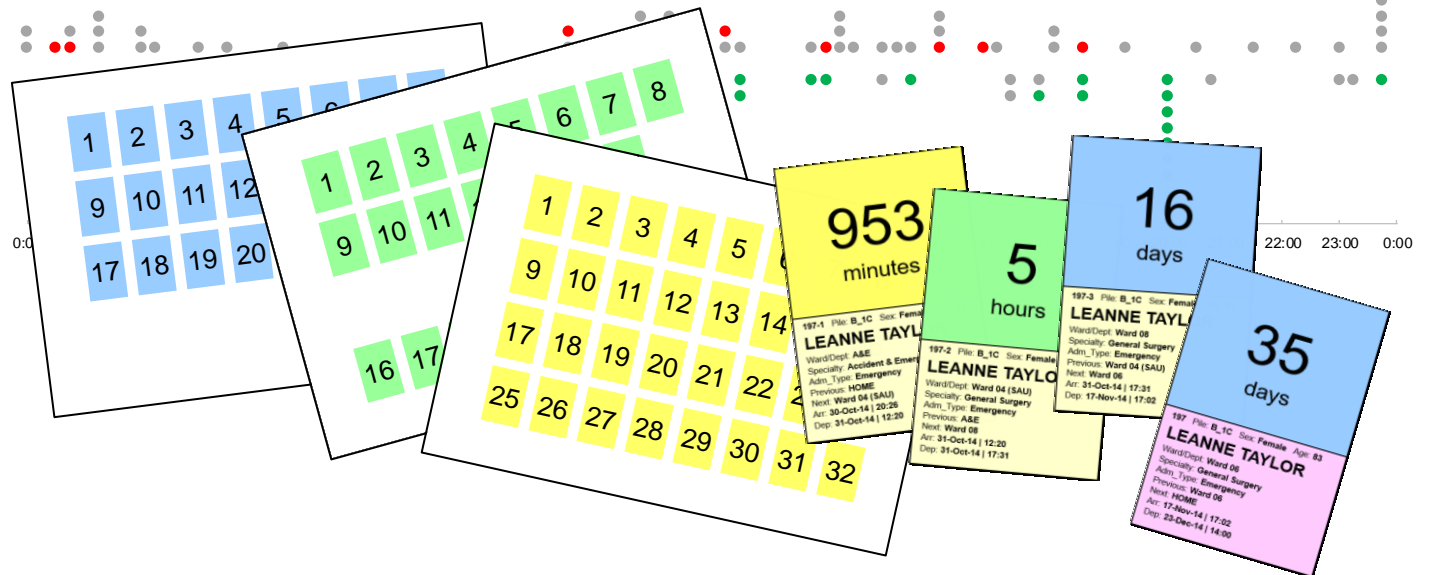 1 2 3 4 5 6
9 10 11 12
17 18 19 20
1 2 3 4 5 6 7 8
9 10 11
16 17
1 2 3 4 5 6
9 10 11 12 13 14
17 18 19 20 21 22
25 26 27 28 29 30 31 32
953
minutes
197-1 Pile: B_1C Sex: Fema
LEANNE TAYL
Ward/Dept: A&E
Specialty: Accident & Emer
Adm_Type: Emergency
Previous: HOME
Next: Ward 04 (SAU)
Arr: 30-Oct-14 | 20:26
Dep: 31-Oct-14 | 12:20
5
hours
197-2 Pile: B_1C Sex: Female
LEANNE TAYLO
Ward/Dept: Ward 04 (SAU)
Specialty: General Surgery
Adm_Type: Emergency
Previous: A&E
Next: Ward 08
Arr: 31-Oct-14 | 12:20
Dep: 31-Oct-14 | 17:31
16
days
197-3 Pile: B_1C Sex: Femal
LEANNE TAYL
Ward/Dept: Ward 08
Specialty: General Surgery
Adm_Type: Emergency
Previous: Ward 04 (SAU)
Next: Ward 06
Arr: 31-Oct-14 | 17:31
Dep: 17-Nov-14 | 17:02
35
days
197 Pile: B_1C Sex: Female Age: 83
LEANNE TAYLOR
Ward/Dept: Ward 06
Specialty: General Surgery
Adm_Type: Emergency
Previous: Ward 06
Next: HOME
Arr: 17-Nov-14 | 17:02
Dep: 23-Dec-14 | 14:00
0:0
22:00 23:00 0:00